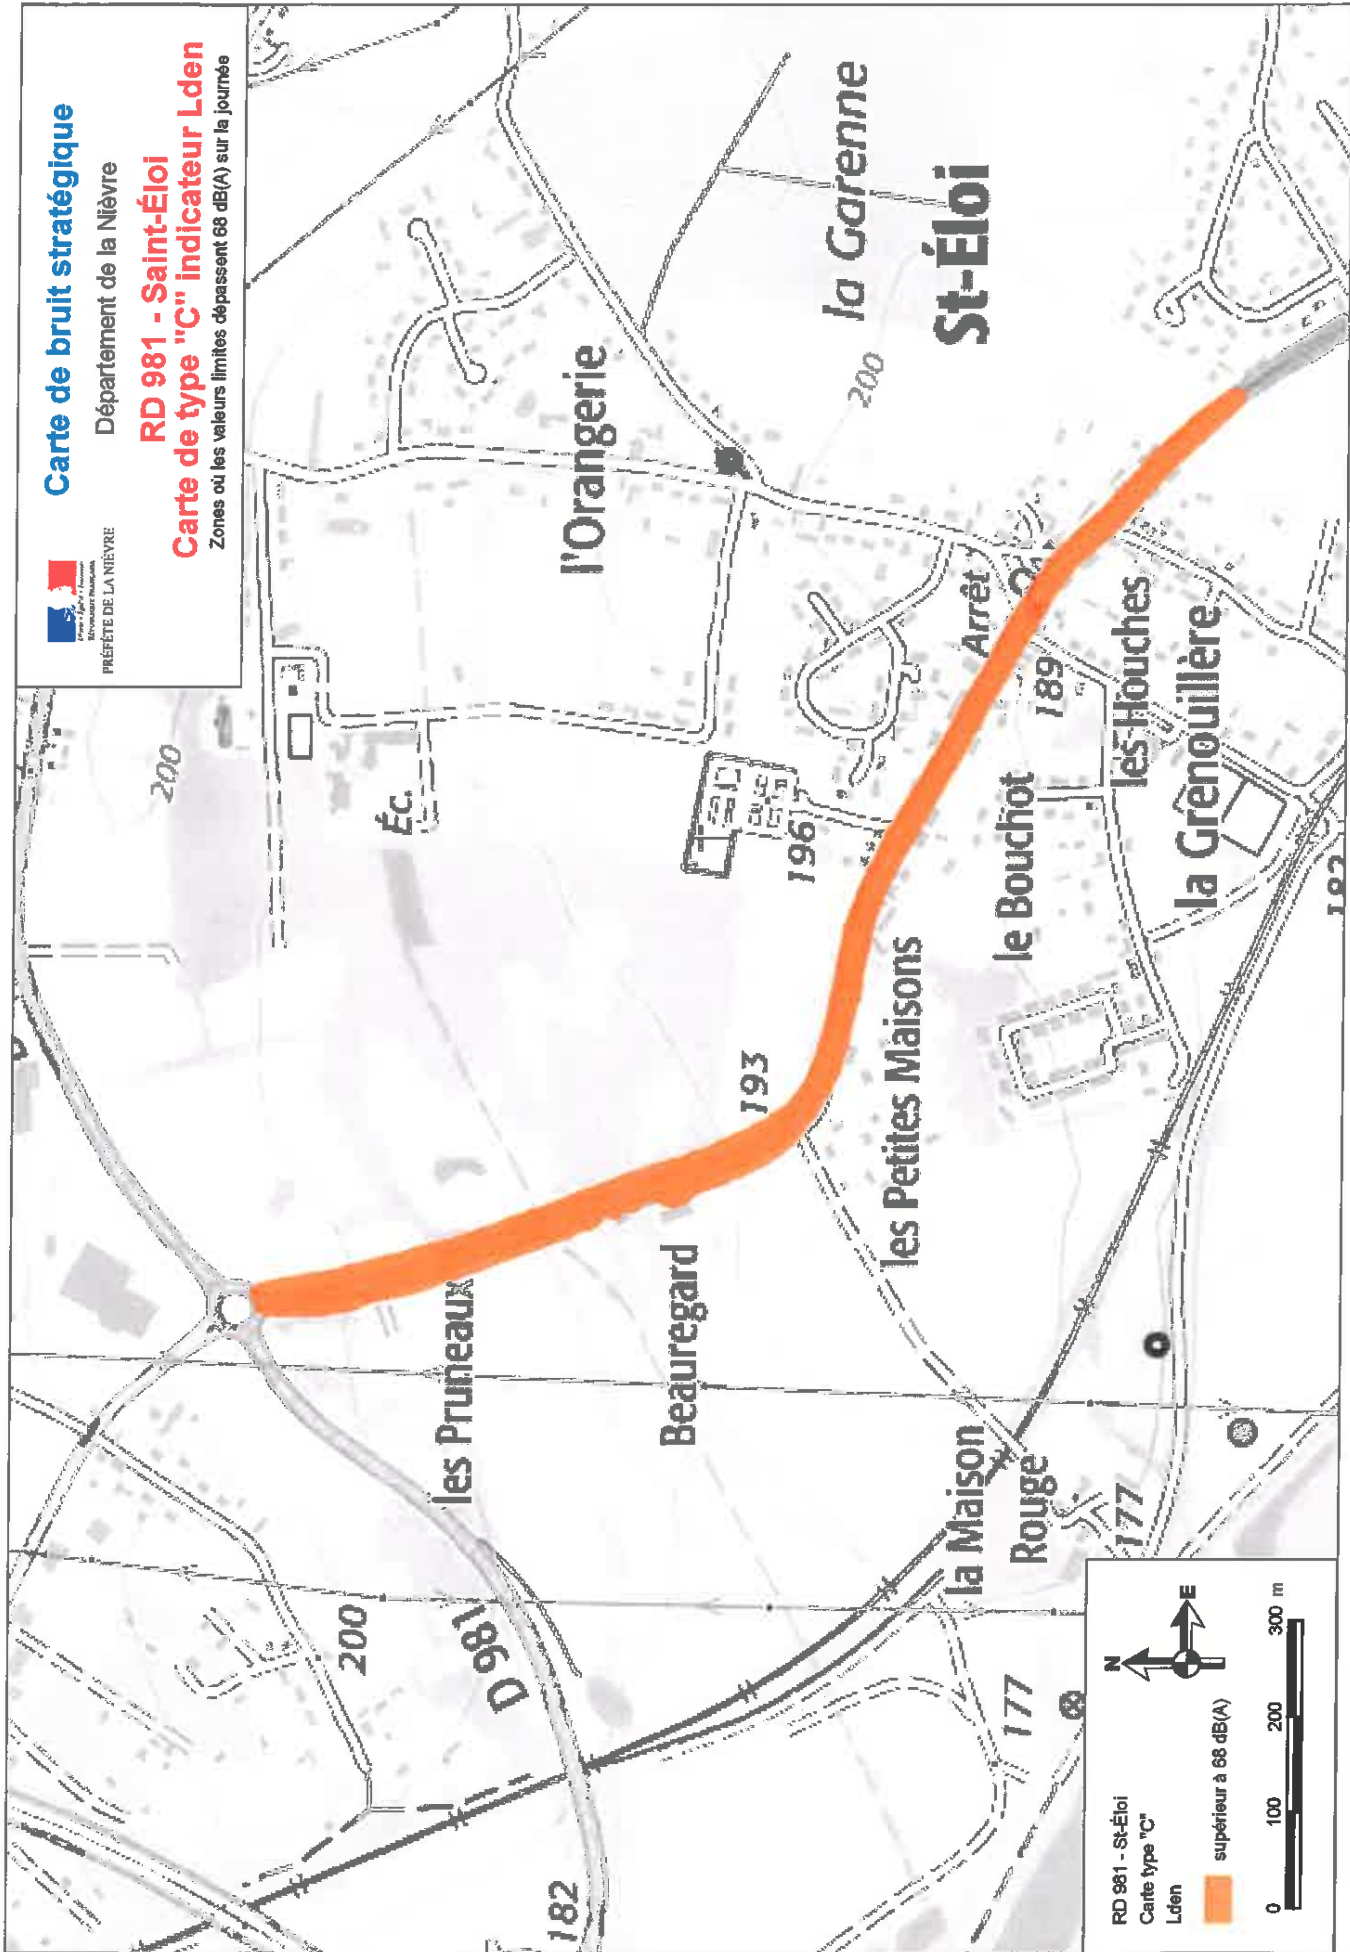 Carte de bruit stratégique
Département de la Nièvre
RD 981 - Saint-Éloi
Carte de type "C" indicateur Lden
Zones où les valeurs limites dépassent 68 dB(A) sur la journée
PRÉFÈTE DE LA NIÈVRE
200
Éc.
l'Orangerie
la Garenne
St-Éloi
200
Arrêt
189
les Houches
la Grenouillère
le Bouchot
196
193
les Petites Maisons
les Pruneaux
Beauregard
la Maison
Rouge
177
200
D 981
182
177
182
RD 981 - St-Éloi
Carte type "C"
Lden
supérieur à 68 dB(A)
N
E
0 100 200 300 m